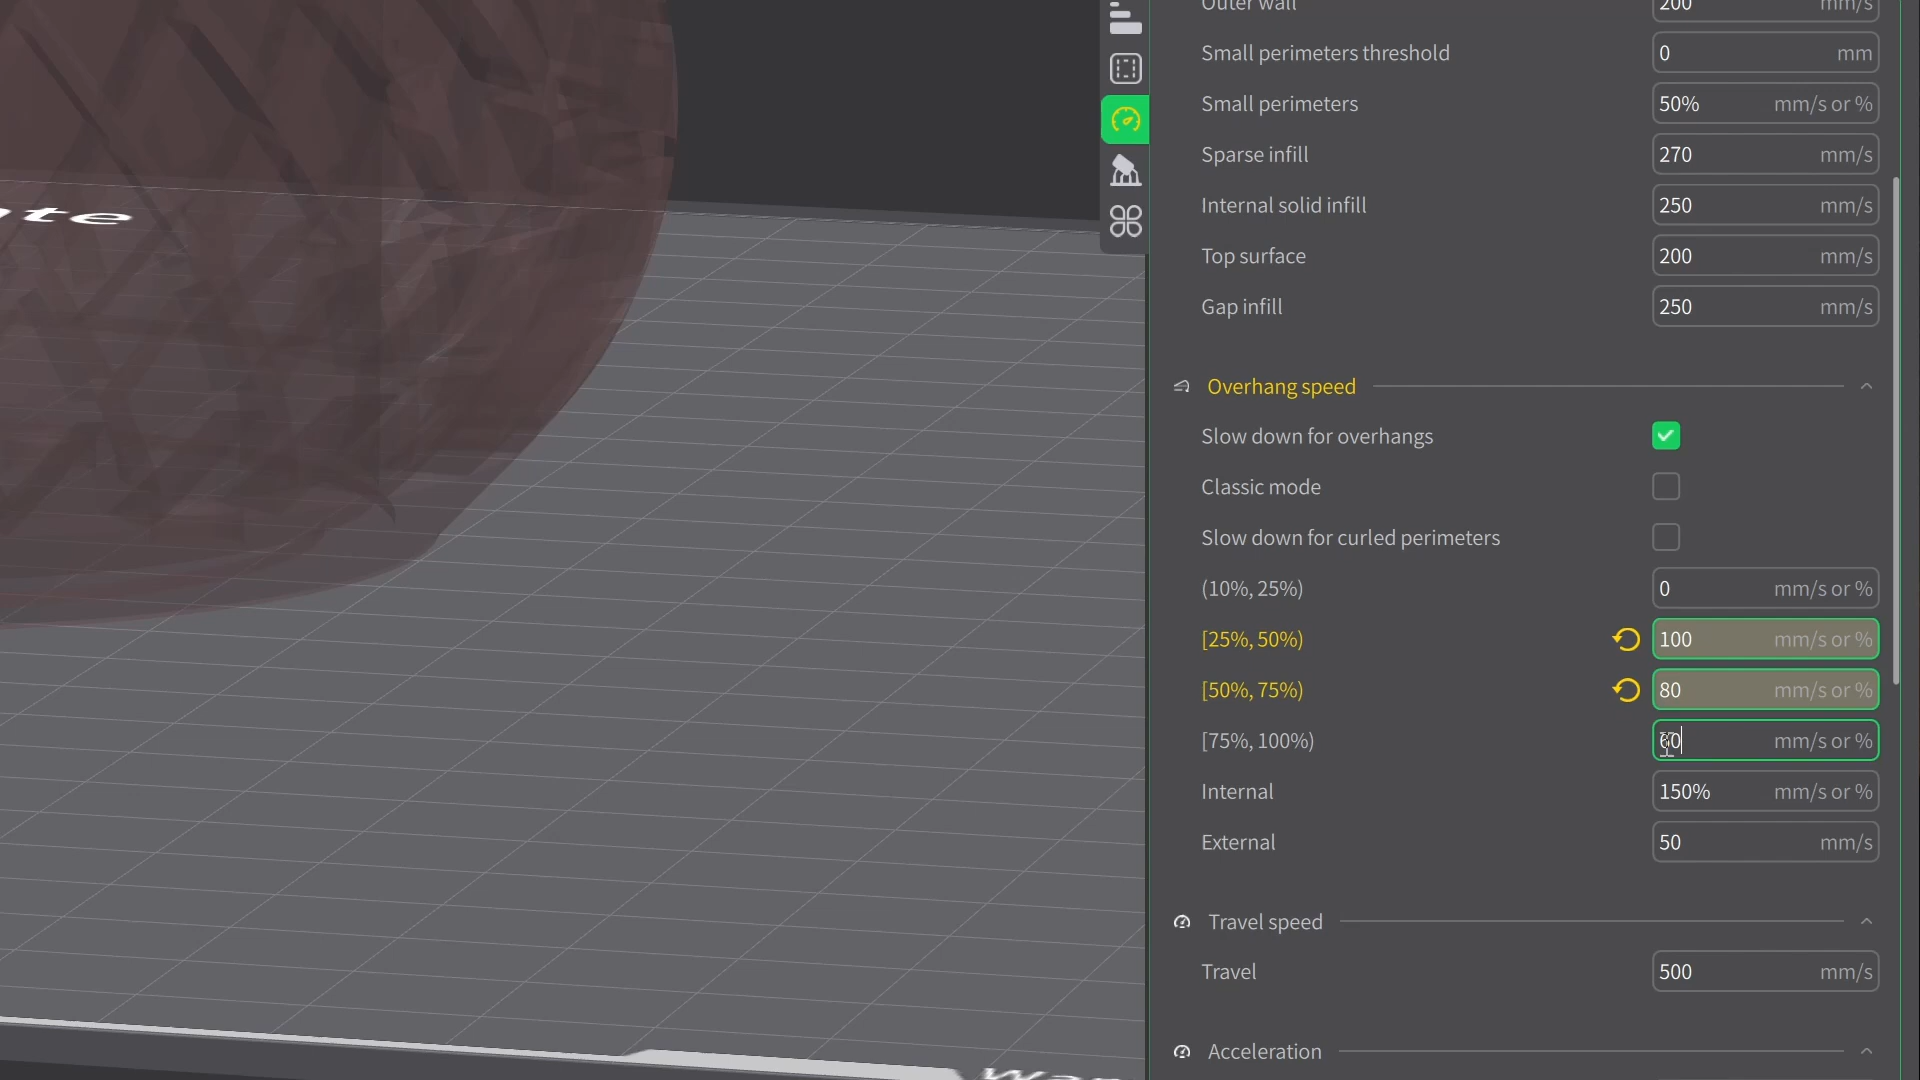 Outer wall 200 mm/s
Small perimeters threshold 0 mm
Small perimeters 50% mm/s or %
Sparse infill 270 mm/s
Internal solid infill 250 mm/s
Top surface 200 mm/s
Gap infill 250 mm/s
Overhang speed
Slow down for overhangs
Classic mode
Slow down for curled perimeters
(10%, 25%) 0 mm/s or %
[25%, 50%) 100 mm/s or %
[50%, 75%) 80 mm/s or %
[75%, 100%) 60 mm/s or %
Internal 150% mm/s or %
External 50 mm/s
Travel speed
Travel 500 mm/s
Acceleration